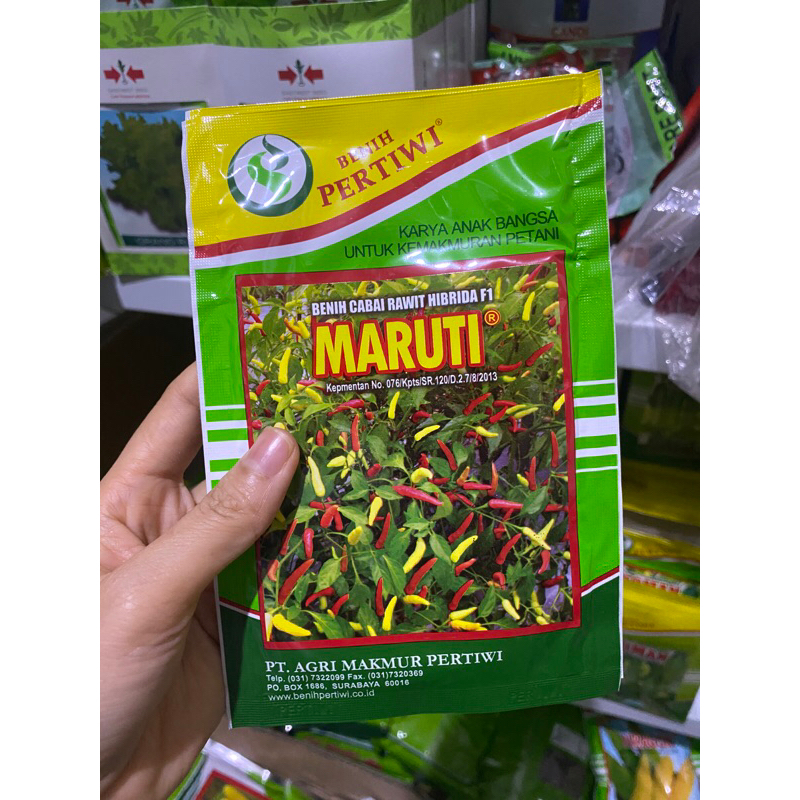 BENIH
PERTIWI®
KARYA ANAK BANGSA
UNTUK KEMAKMURAN PETANI
BENIH CABAI RAWIT HIBRIDA F1
MARUTI®
Kepmentan No. 076/Kpts/SR.120/D.2.7/8/2013
PT. AGRI MAKMUR PERTIWI
Telp. (031) 7322099 Fax. (031)7320369
PO. BOX 1686, SURABAYA 60016
www.benihpertiwi.co.id
CANDI